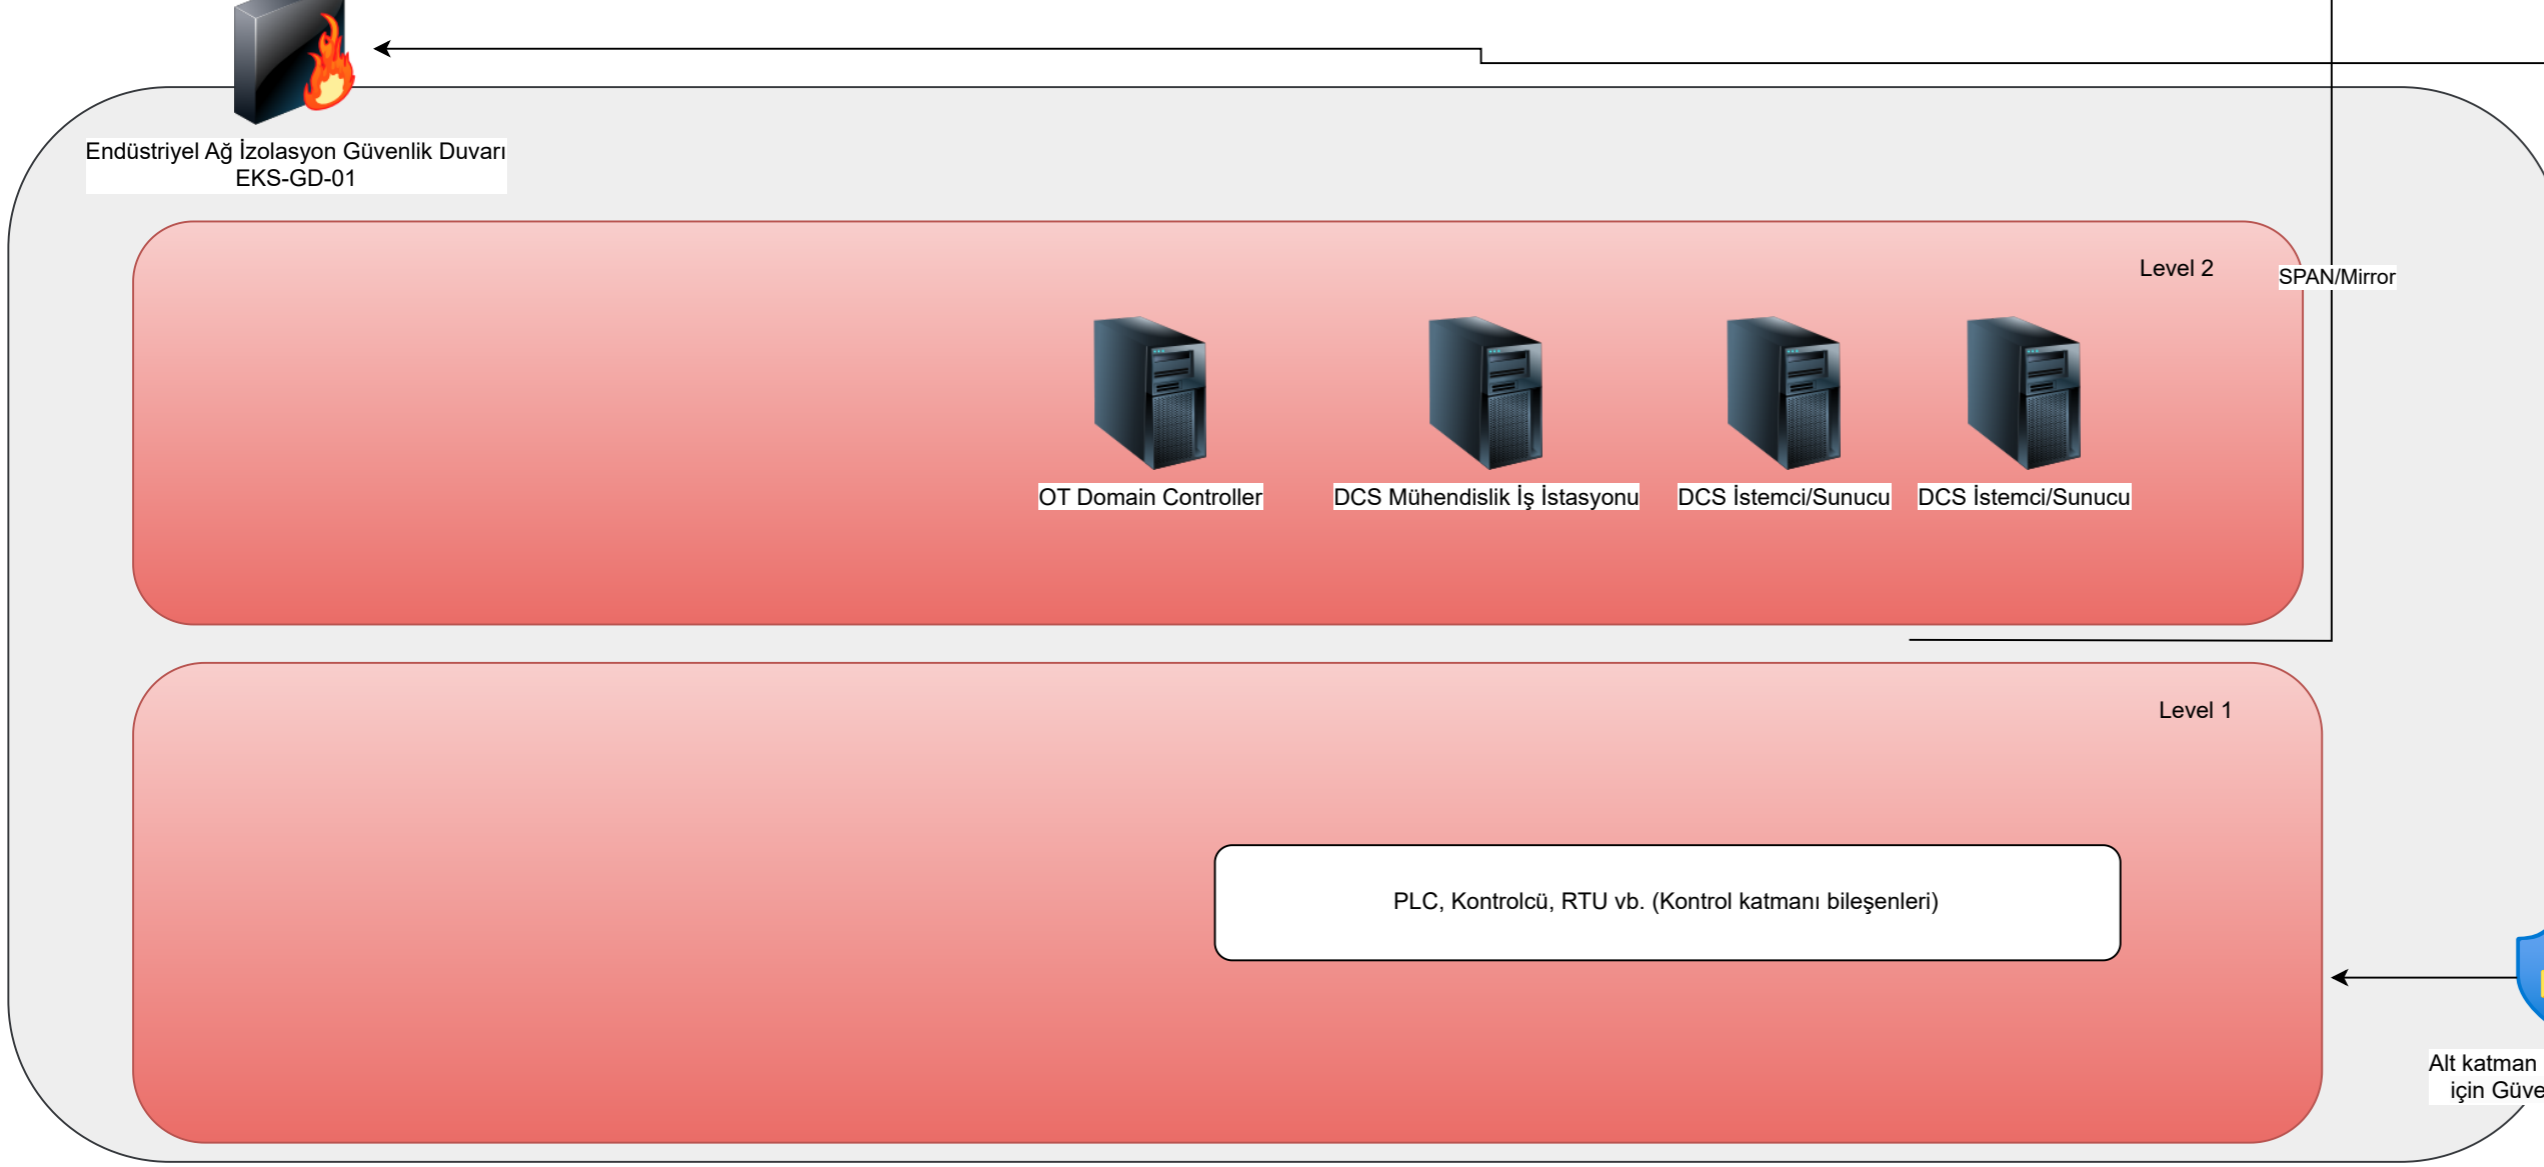 Endüstriyel Ağ İzolasyon Güvenlik Duvarı
EKS-GD-01
Level 2
SPAN/Mirror
OT Domain Controller
DCS Mühendislik İş İstasyonu
DCS İstemci/Sunucu
DCS İstemci/Sunucu
Level 1
PLC, Kontrolcü, RTU vb. (Kontrol katmanı bileşenleri)
Alt katman
için